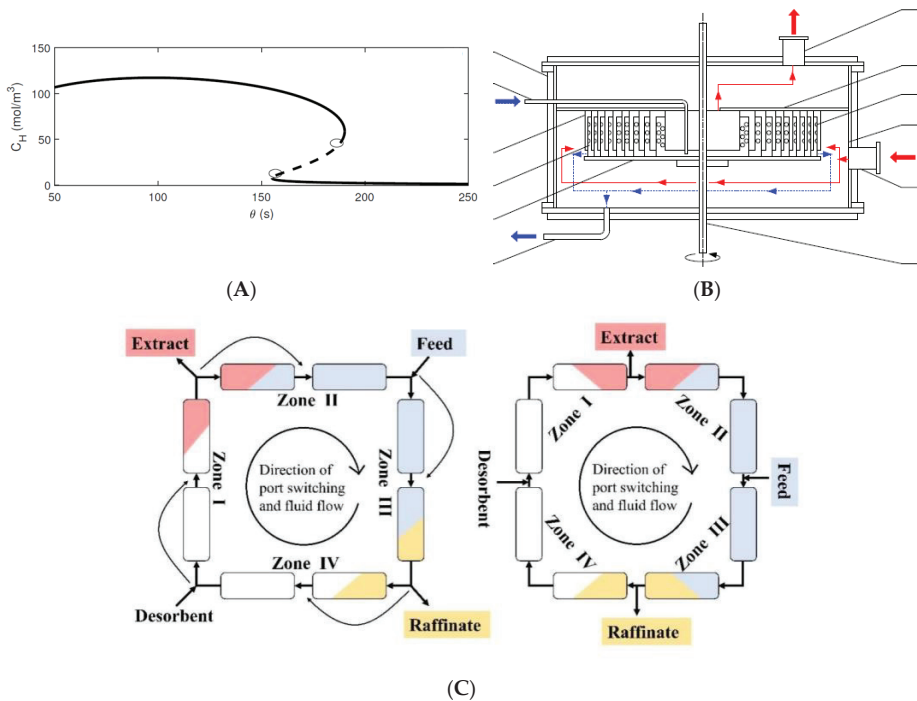 150
100
50
0
C_H (mol/m³)
50
100
150
200
250
θ (s)
(A)
(B)
Extract
Feed
Zone II
Zone I
Direction of
port switching
and fluid flow
Zone III
Zone IV
Desorbent
Raffinate
Extract
Zone I
Zone II
Desorbent
Direction of
port switching
and fluid flow
Feed
Zone IV
Zone III
Raffinate
(C)